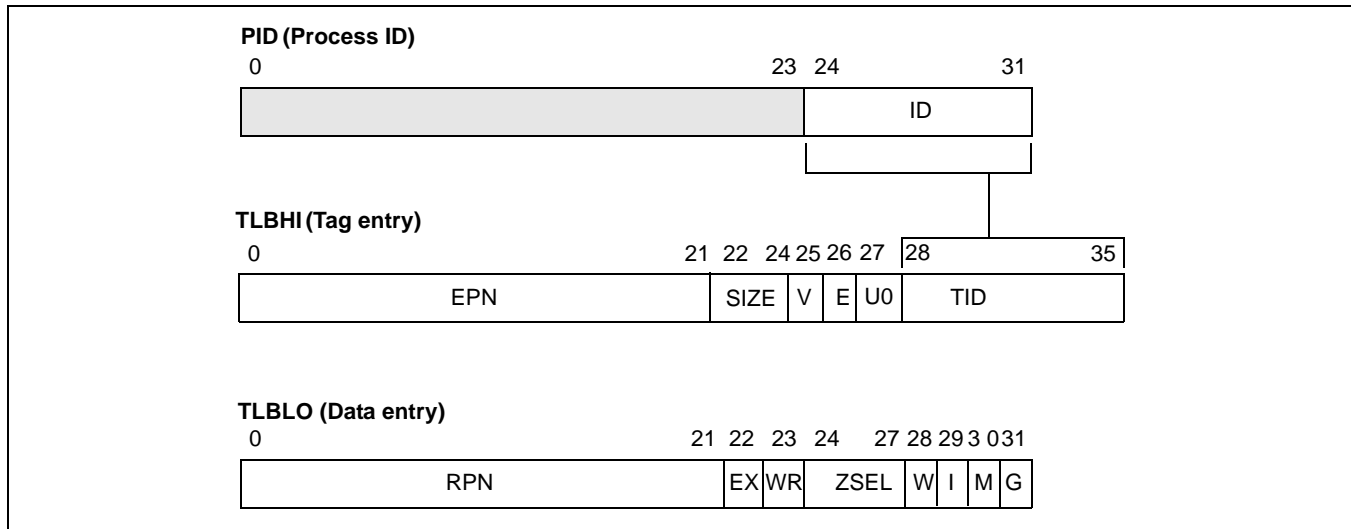 PID (Process ID)
0 23 24 31
ID
TLBHI (Tag entry)
0 21 22 24 25 26 27 28 35
EPN SIZE V E U0 TID
TLBLO (Data entry)
0 21 22 23 24 27 28 29 3 0 31
RPN EX WR ZSEL W I M G